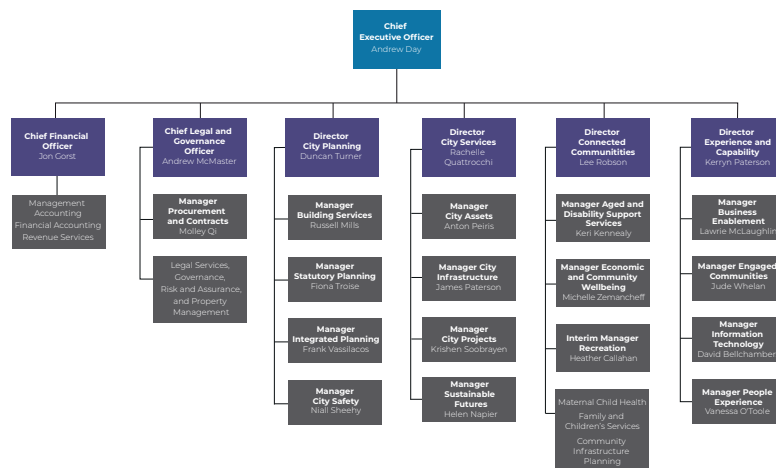 Chief
Executive Officer
Andrew Day
Chief Financial
Officer
Jon Gorst
Management
Accounting
Financial Accounting
Revenue Services
Chief Legal and
Governance
Officer
Andrew McMaster
Manager
Procurement
and Contracts
Molley Qi
Legal Services,
Governance,
Risk and Assurance,
and Property
Management
Director
City Planning
Duncan Turner
Manager
Building Services
Russell Mills
Manager
Statutory Planning
Fiona Troise
Manager
Integrated Planning
Frank Vassilacos
Manager
City Safety
Niall Sheehy
Director
City Services
Rachelle
Quattrocchi
Manager
City Assets
Anton Peiris
Manager City
Infrastructure
James Paterson
Manager
City Projects
Krishen Soobrayen
Manager
Sustainable
Futures
Helen Napier
Director
Connected
Communitities
Lee Robson
Manager Aged and
Disability Support
Services
Keri Kennealy
Manager Economic
and Community
Wellbeing
Michelle Zemancheff
Interim Manager
Recreation
Heather Callahan
Maternal Child Health
Family and
Children's Services
Community
Infrastructure
Planning
Director
Experience and
Capability
Kerryn Paterson
Manager
Business
Enablement
Lawrie McLaughlin
Manager Engaged
Communities
Jude Whelan
Manager
Information
Technology
David Bellchamber
Manager People
Experience
Vanessa O'Toole